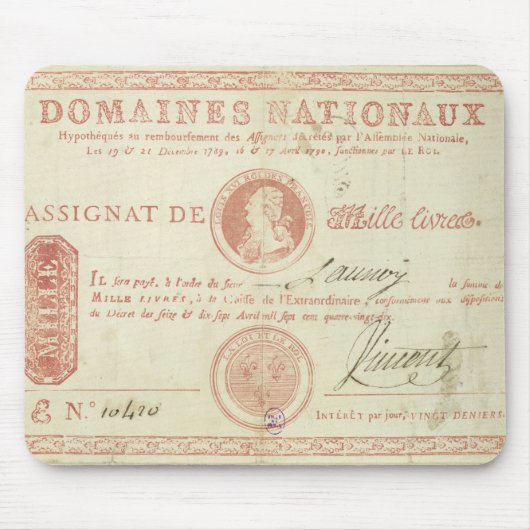 DOMAINES NATIONAUX
Hypothéqués au remboursement des Assignats décrétés par l'Assemblée Nationale,
Les 19 & 21 Décembre 1789, 16 & 17 Avril 1790, sanctionnés par LE ROI.
LOUIS XVI ROI DES FRANÇOIS
ASSIGNAT DE Mille livres.
MILLE
IL sera payé, à l'ordre du sieur Launoy la somme de
MILLE LIVRES, à la Caisse de l'Extraordinaire, conformément aux dispositions
du Décret des seize & dix-sept Avril mil sept cent quatre-vingt-dix.
LA LOI ET LE ROI
Vincent
N.° 10420
INTÉRÊT par jour, VINGT DENIERS.